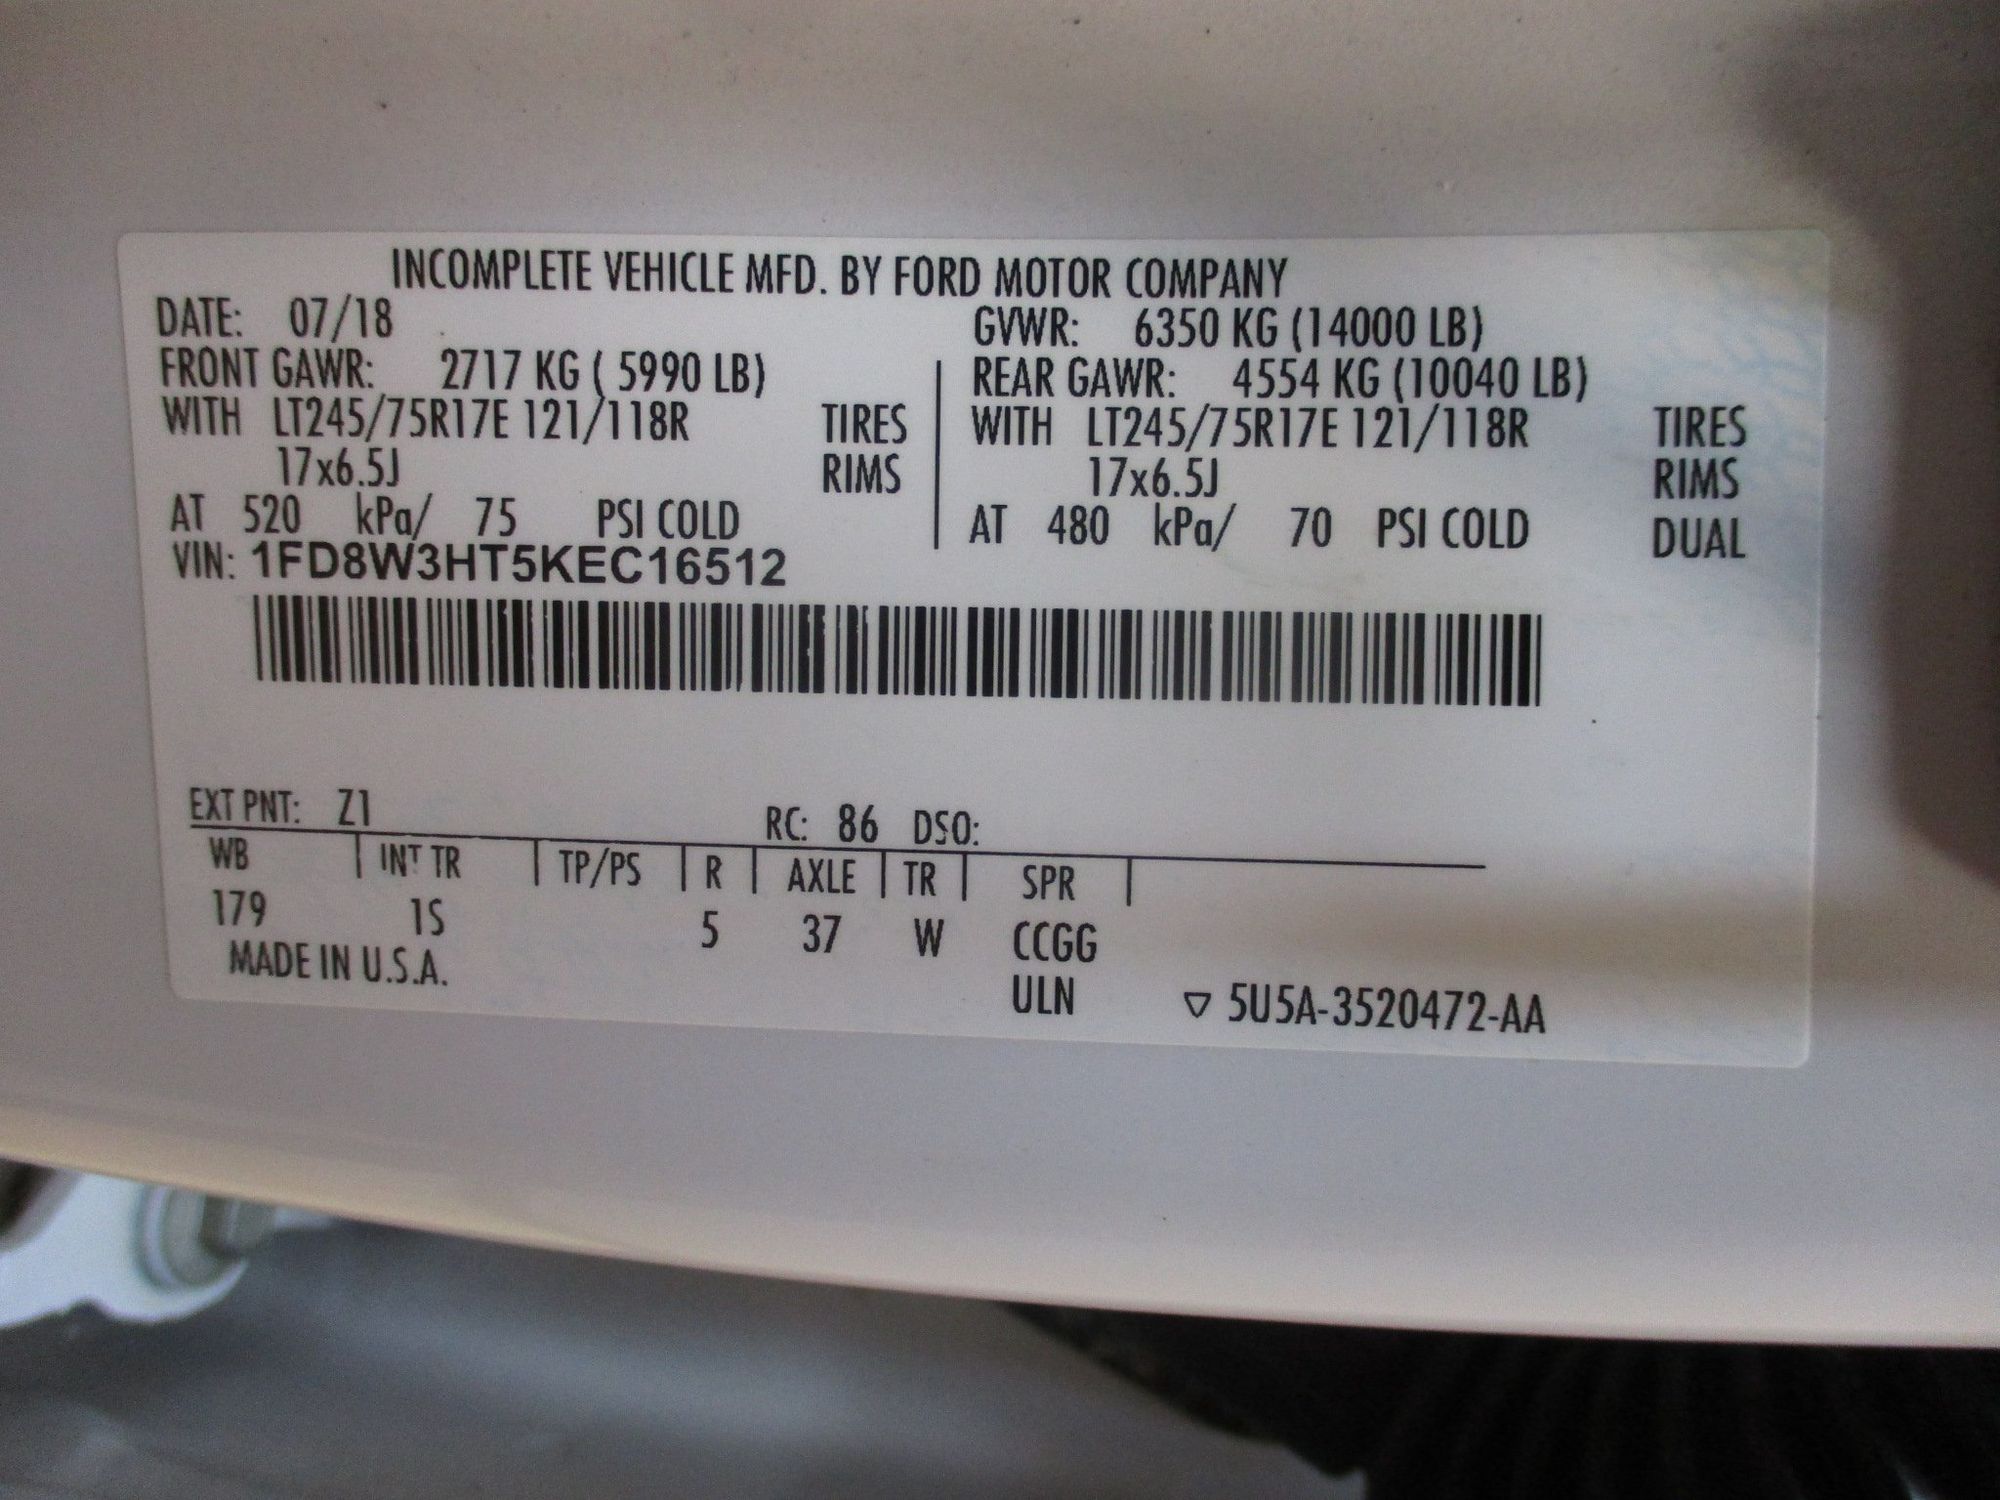 INCOMPLETE VEHICLE MFD. BY FORD MOTOR COMPANY
DATE: 07/18 GVWR: 6350 KG (14000 LB)
FRONT GAWR: 2717 KG ( 5990 LB) REAR GAWR: 4554 KG (10040 LB)
WITH LT245/75R17E 121/118R TIRES WITH LT245/75R17E 121/118R TIRES
17x6.5J RIMS 17x6.5J RIMS
AT 520 kPa/ 75 PSI COLD AT 480 kPa/ 70 PSI COLD DUAL
VIN: 1FD8W3HT5KEC16512
EXT PNT: Z1 RC: 86 DSO:
WB INT TR TP/PS R AXLE TR SPR
179 1S 5 37 W CCGG
MADE IN U.S.A. ULN ▽ 5U5A-3520472-AA